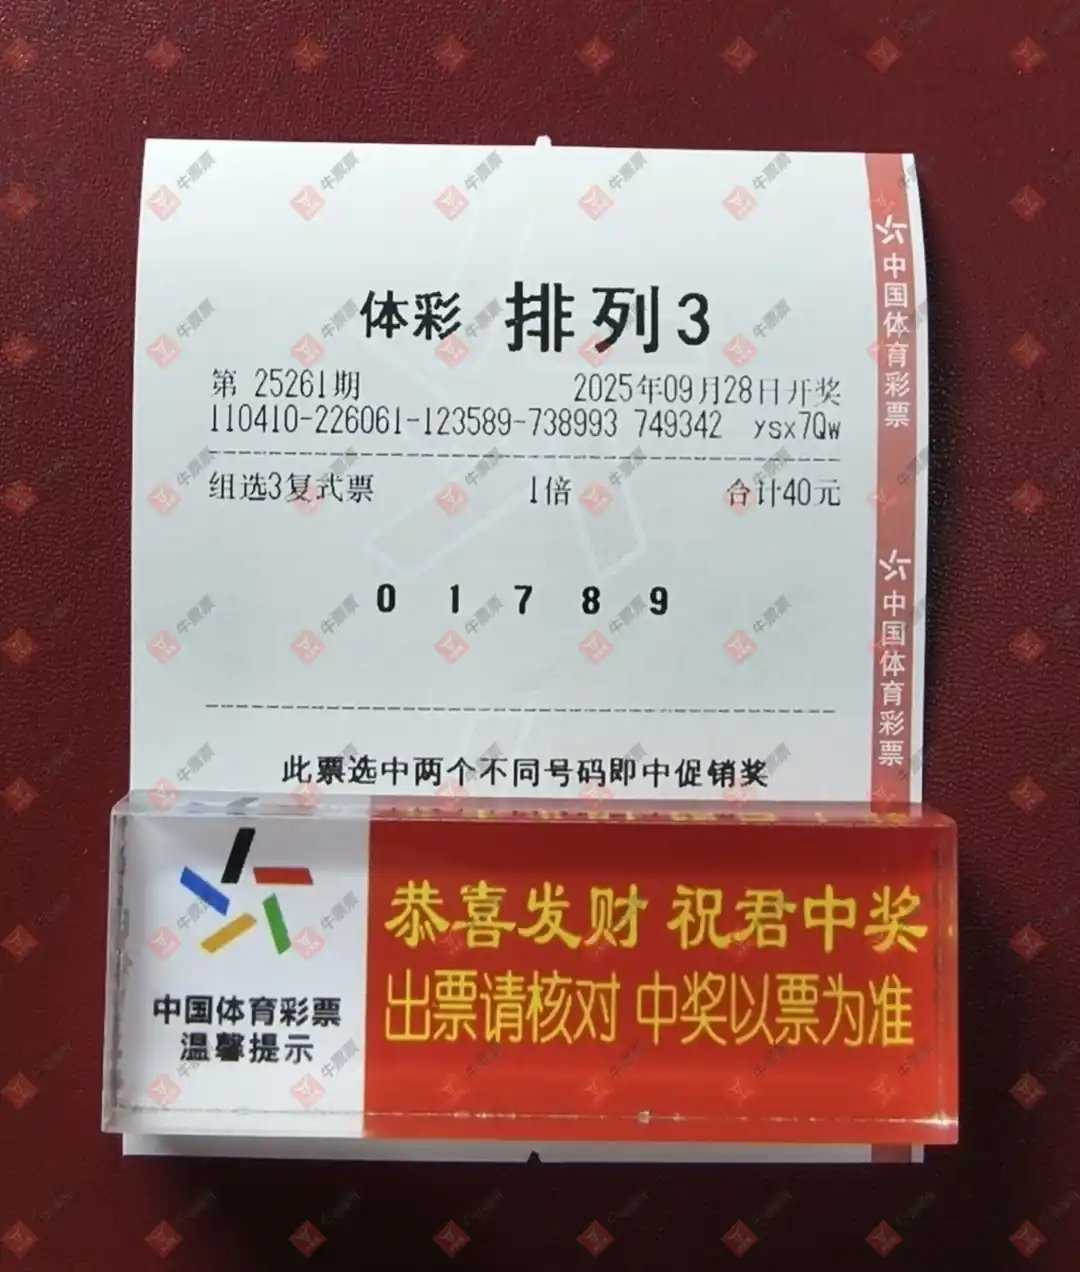 体彩 排列3
第 25261期 2025年09月28日开奖
110410-226061-123589-738993 749342 ysx7Qw
组选3复式票 1倍 合计40元
0 1 7 8 9
此票选中两个不同号码即中促销奖
中国体育彩票
中国体育彩票
恭喜发财 祝君中奖
出票请核对 中奖以票为准
中国体育彩票
温馨提示
牛票票